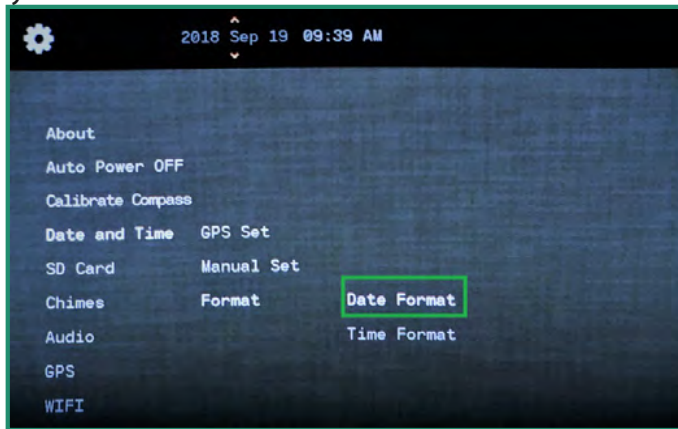 2018 Sep 19 09:39 AM
About
Auto Power OFF
Calibrate Compass
Date and Time GPS Set
SD Card Manual Set
Chimes Format Date Format
Audio Time Format
GPS
WIFI